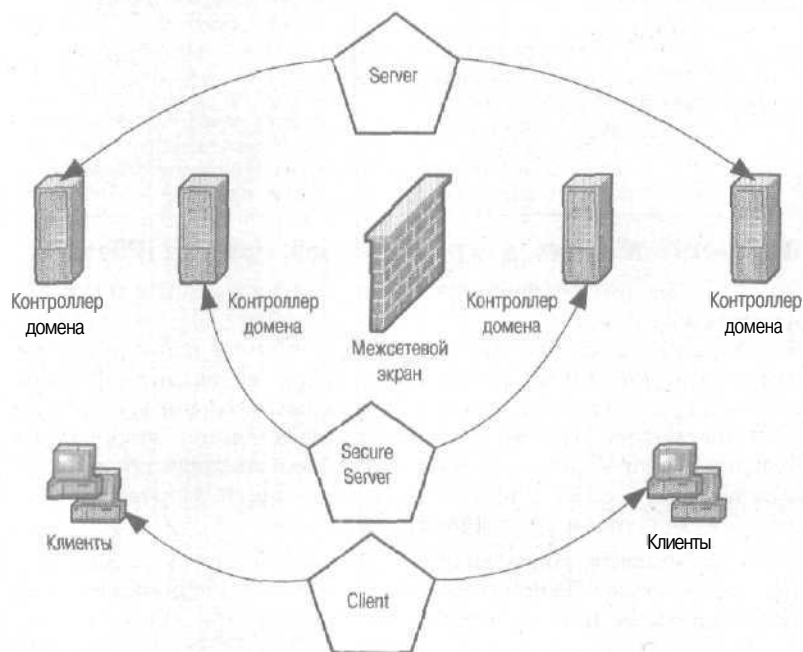 Server
Контроллер
домена
Контроллер
домена
Контроллер
домена
Контроллер
домена
Межсетевой
экран
Secure
Server
Клиенты
Клиенты
Client